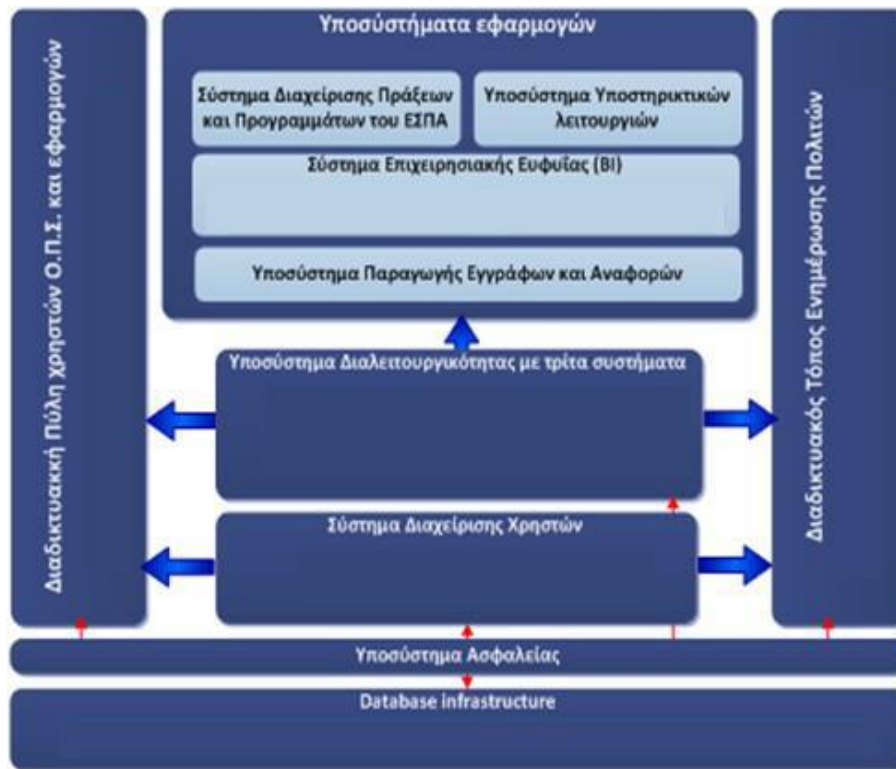 Διαδικτυακκή Πύλη χρηστών Ο.Π.Σ. και εφαρμογών
Υποσύστήματα εφαρμογών
Σύστημα Διαχείρισης Πράξεων
και Προγραμμάτων του ΕΣΠΑ
Υποσύστημα Υποστηρικτικών
λειτουργιών
Σύστημα Επιχειρησιακής Ευφυΐας (BI)
Υποσύστημα Παραγωγής Εγγράφων και Αναφορών
Υποσύστημα Διαλειτουργικότητας με τρίτα συστήματα
Σύστημα Διαχείρισης Χρηστών
Διαδικτυακός Τόπος Ενημέρωσης Πολιτών
Υποσύστημα Ασφαλείας
Database infrastructure